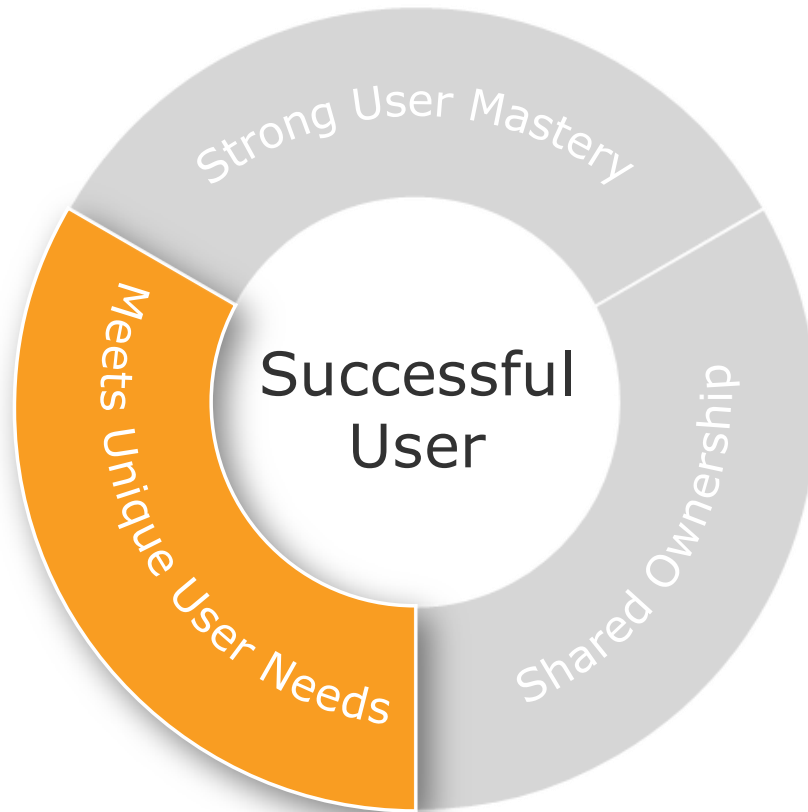 Strong User Mastery
Meets Unique User Needs
Successful
User
Shared Ownership